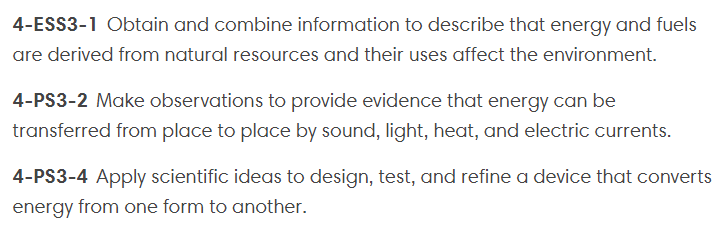 4-ESS3-1 Obtain and combine information to describe that energy and fuels
are derived from natural resources and their uses affect the environment.
4-PS3-2 Make observations to provide evidence that energy can be
transferred from place to place by sound, light, heat, and electric currents.
4-PS3-4 Apply scientific ideas to design, test, and refine a device that converts
energy from one form to another.